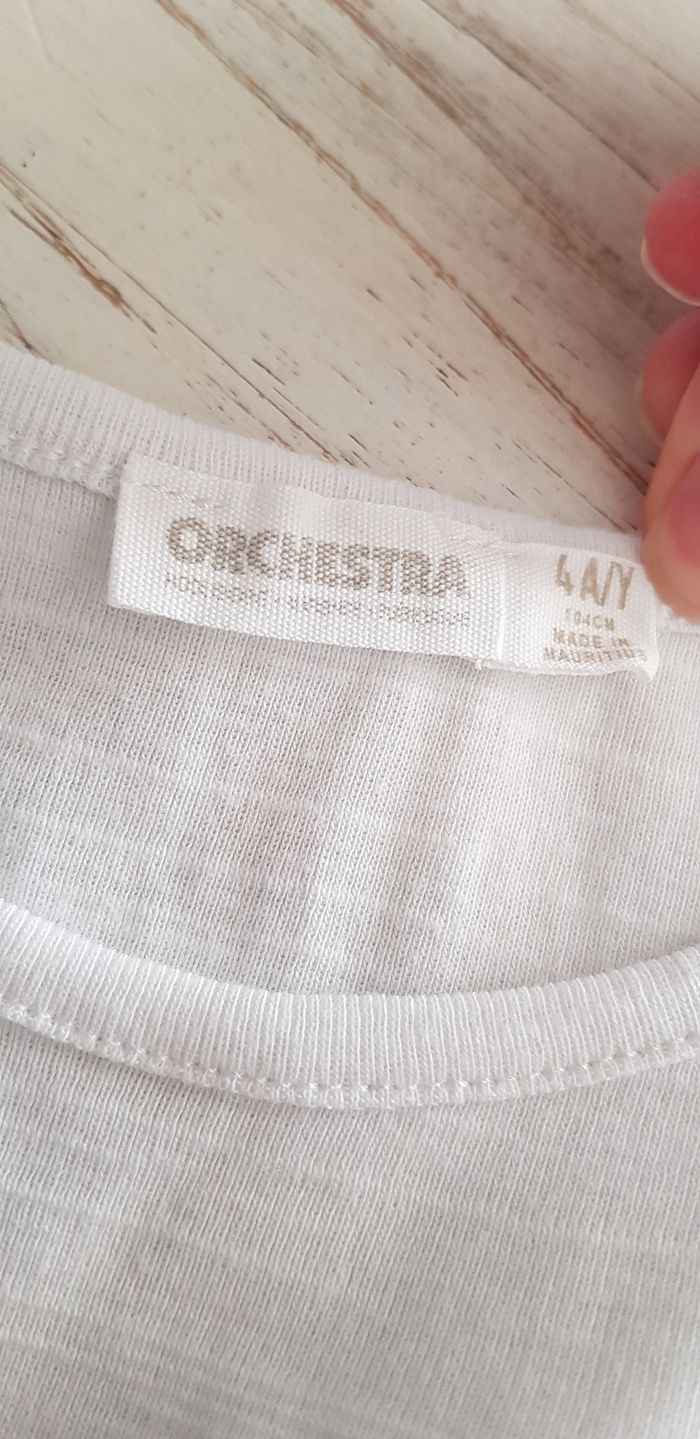 ORCHESTRA
4A/Y
104CM
MADE IN
MAURITIUS